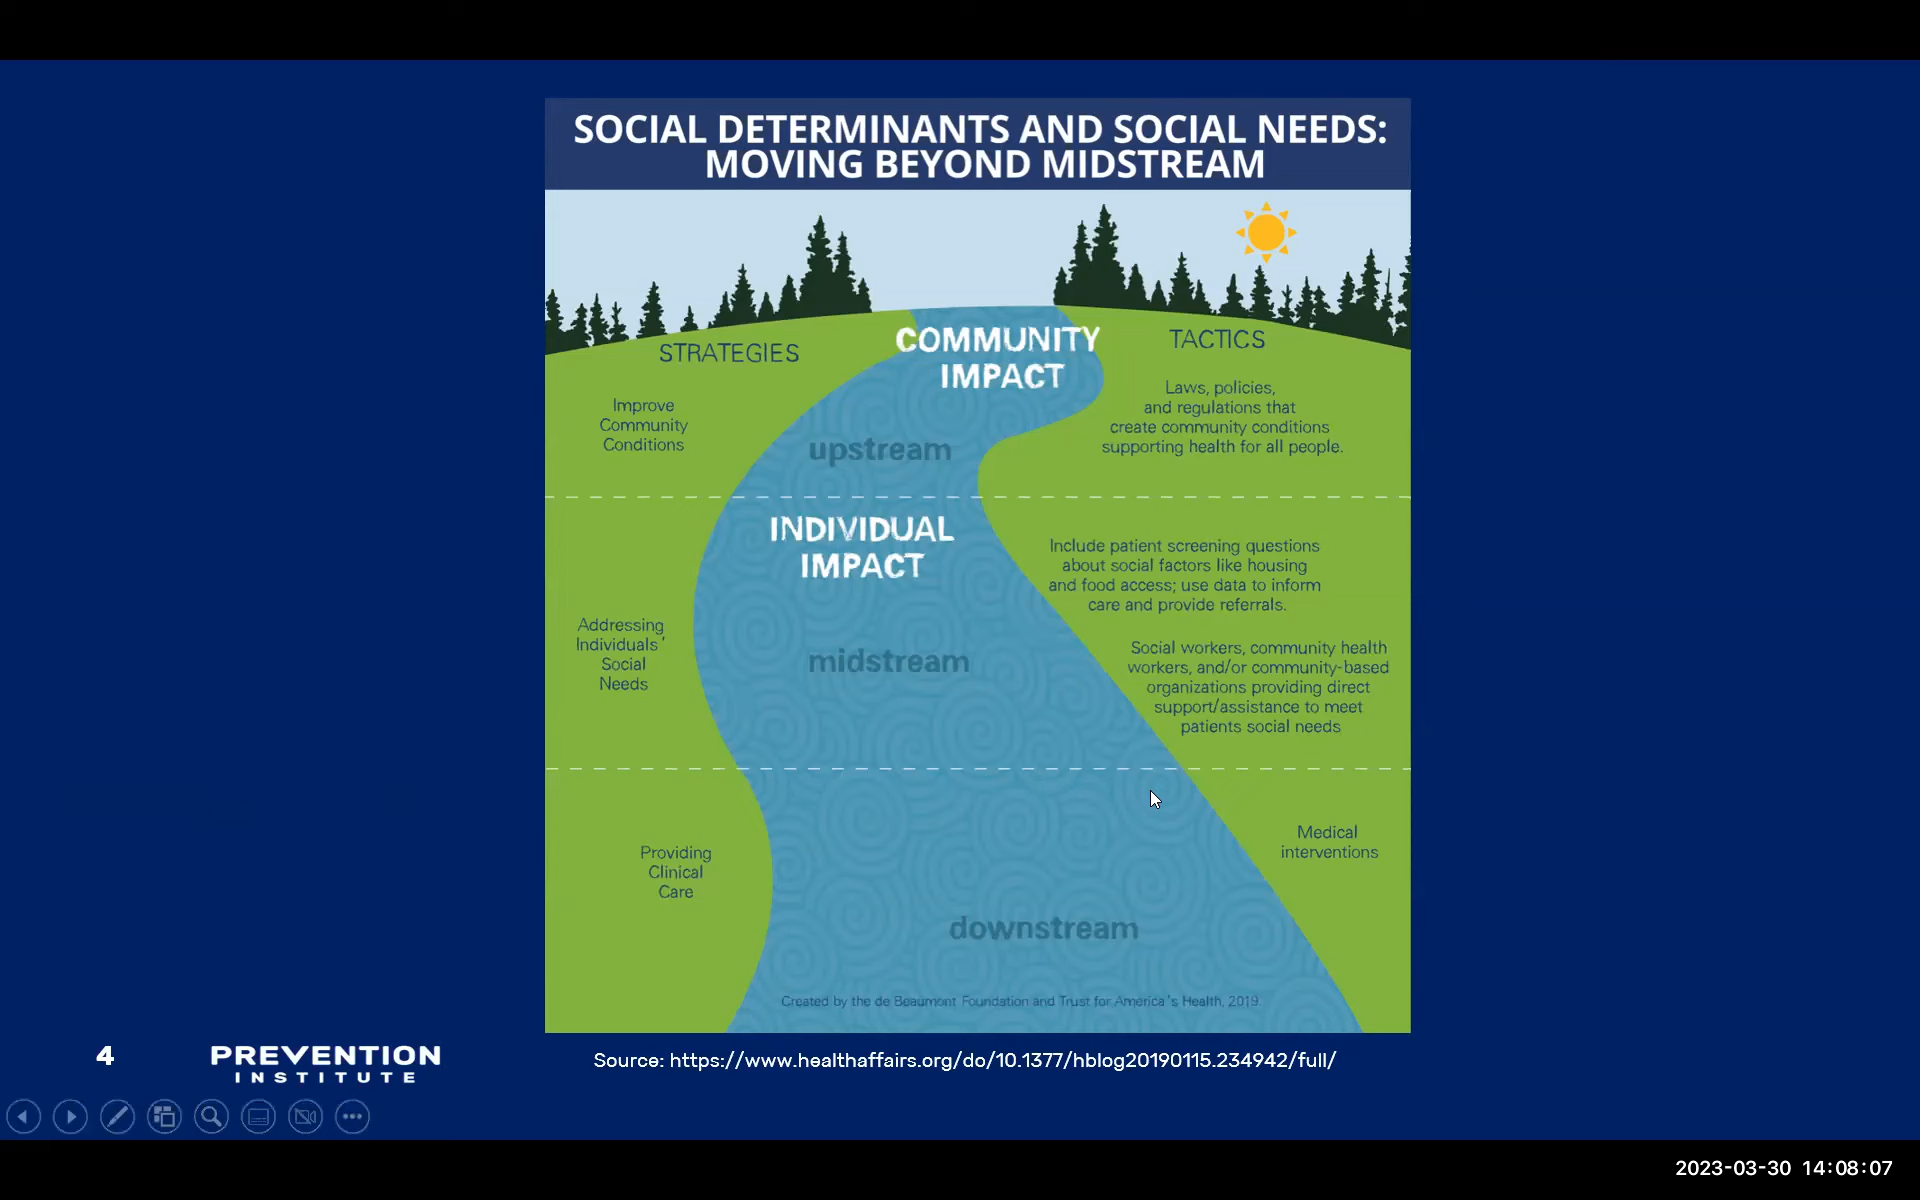 SOCIAL DETERMINANTS AND SOCIAL NEEDS:
MOVING BEYOND MIDSTREAM
STRATEGIES
COMMUNITY
IMPACT
TACTICS
Improve
Community
Conditions
upstream
Laws, policies,
and regulations that
create community conditions
supporting health for all people.
INDIVIDUAL
IMPACT
Addressing
Individuals'
Social
Needs
midstream
Include patient screening questions
about social factors like housing
and food access; use data to inform
care and provide referrals.
Social workers, community health
workers, and/or community-based
organizations providing direct
support/assistance to meet
patients social needs
Providing
Clinical
Care
downstream
Medical
interventions
Created by the de Beaumont Foundation and Trust for America's Health, 2019.
4
PREVENTION
INSTITUTE
Source: https://www.healthaffairs.org/do/10.1377/hblog20190115.234942/full/
2023-03-30 14:08:07